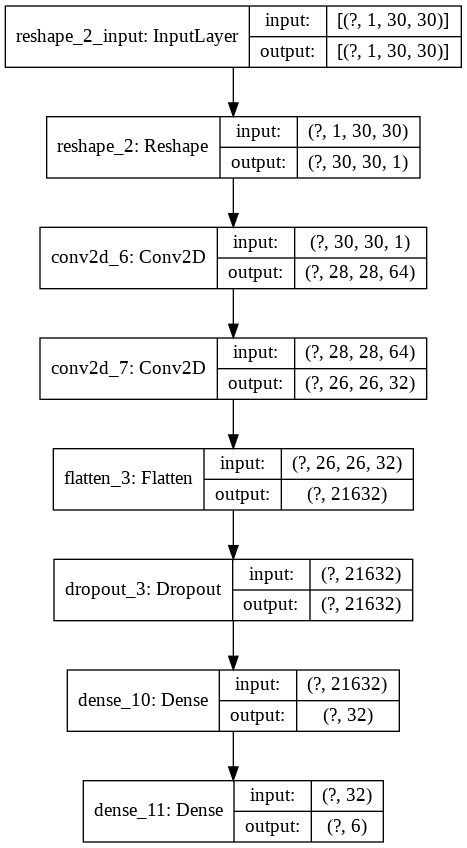 reshape_2_input: InputLayer
input: [(?, 1, 30, 30)]
output: [(?, 1, 30, 30)]
reshape_2: Reshape
input: (?, 1, 30, 30)
output: (?, 30, 30, 1)
conv2d_6: Conv2D
input: (?, 30, 30, 1)
output: (?, 28, 28, 64)
conv2d_7: Conv2D
input: (?, 28, 28, 64)
output: (?, 26, 26, 32)
flatten_3: Flatten
input: (?, 26, 26, 32)
output: (?, 21632)
dropout_3: Dropout
input: (?, 21632)
output: (?, 21632)
dense_10: Dense
input: (?, 21632)
output: (?, 32)
dense_11: Dense
input: (?, 32)
output: (?, 6)